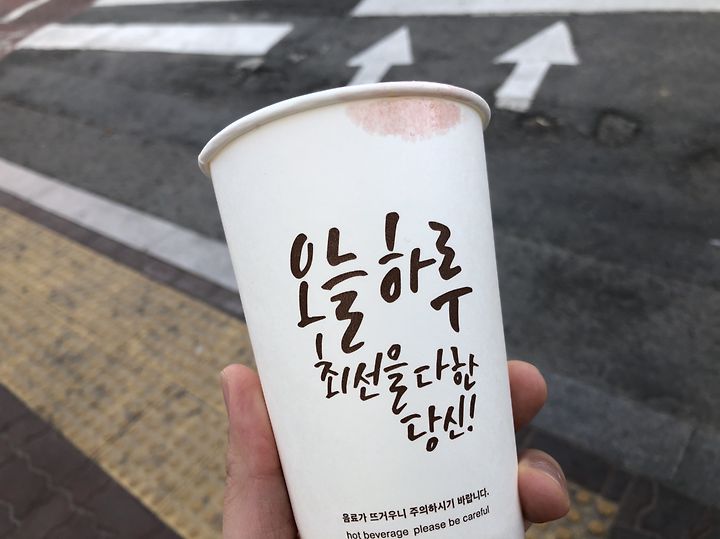 오늘 하루
최선을 다한
당신!
음료가 뜨거우니 주의하시기 바랍니다.
hot beverage please be careful